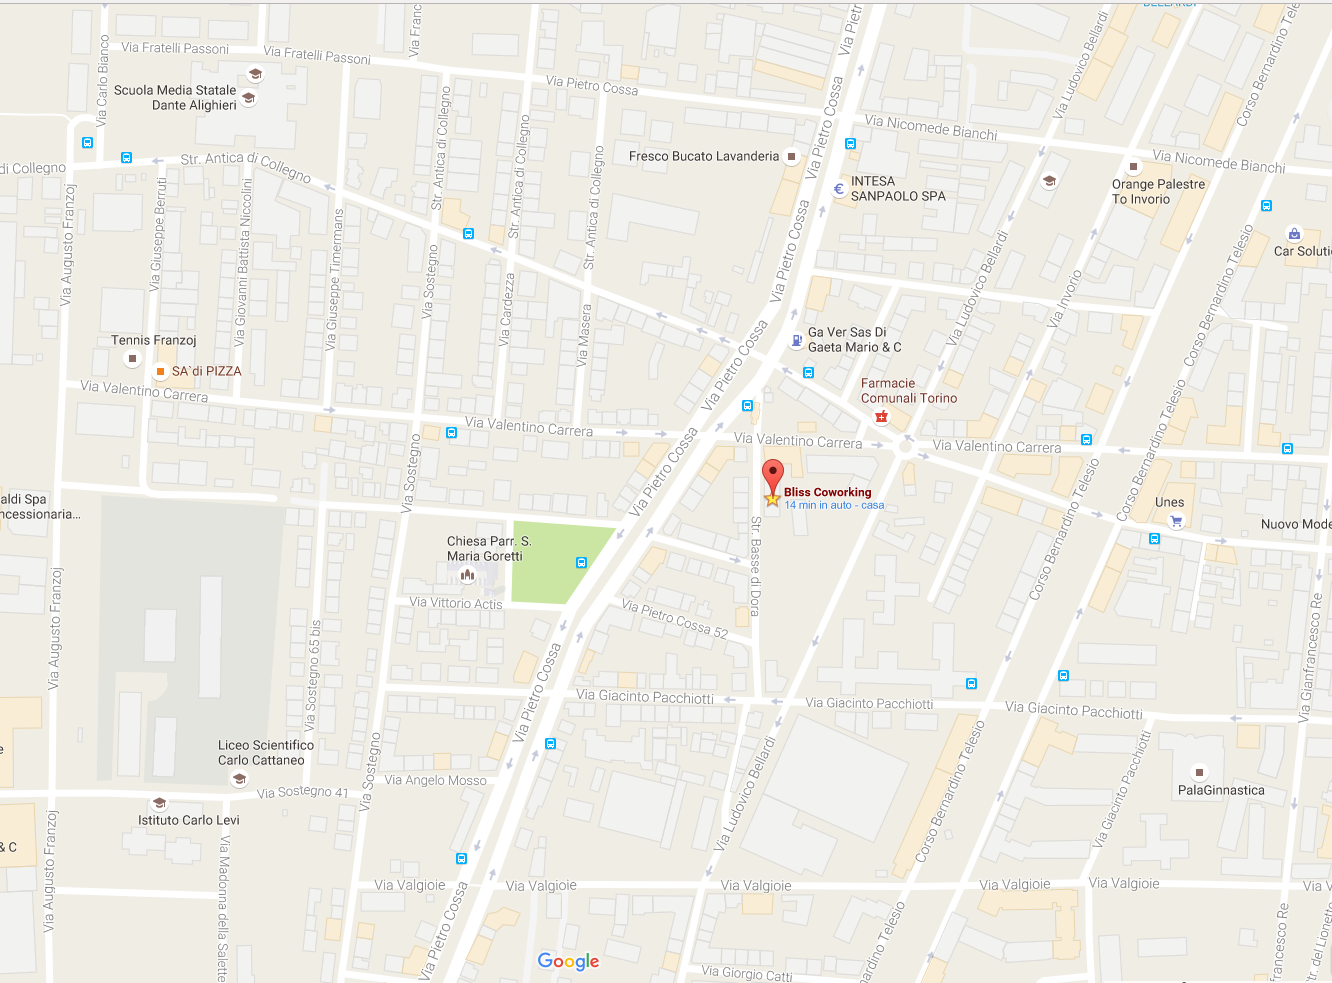 BELLARDI
Via Fratelli Passoni
Via Fratelli Passoni
Via Franc
Via Pietro Cossa
Via Pietro Cossa
Via Pietro Cossa
Via Ludovico Bellardi
Corso Bernardino Telesio
Via Carlo Bianco
Scuola Media Statale
Dante Alighieri
Str. Antica di Collegno
Str. Antica di Collegno
Str. Antica di Collegno
Via Nicomede Bianchi
Via Nicomede Bianchi
di Collegno
Str. Antica di Collegno
Fresco Bucato Lavanderia
Via Pietro Cossa
INTESA
SANPAOLO SPA
Orange Palestre
To Invorio
Via Augusto Franzoj
Via Giuseppe Berruti
Via Giovanni Battista Niccolini
Via Giuseppe Timermans
Via Sostegno
Via Cardezza
Via Masera
Via Pietro Cossa
Via Ludovico Bellardi
Via Invorio
Corso Bernardino Telesio
Car Soluti
Tennis Franzoj
SA`di PIZZA
Ga Ver Sas Di
Gaeta Mario & C
Via Pietro Cossa
Farmacie
Comunali Torino
Via Valentino Carrera
Via Valentino Carrera
Via Valentino Carrera
Via Valentino Carrera
Via Sostegno
Via Pietro Cossa
Corso Bernardino Telesio
Corso Bernardino Telesio
Bliss Coworking
14 min in auto - casa
aldi Spa
ncessionaria...
Unes
Nuovo Mode
Chiesa Parr. S.
Maria Goretti
Str. Basse di Dora
Via Vittorio Actis
Via Pietro Cossa 52
Via Augusto Franzoj
Via Sostegno 65 bis
Via Gianfrancesco Re
Via Pietro Cossa
Via Giacinto Pacchiotti
Via Giacinto Pacchiotti
Via Giacinto Pacchiotti
e
Liceo Scientifico
Carlo Cattaneo
Via Sostegno
Via Angelo Mosso
Via Sostegno 41
Via Ludovico Bellardi
Corso Bernardino Telesio
Via Giacinto Pacchiotti
PalaGinnastica
Istituto Carlo Levi
& C
Via Augusto Franzoj
Via Madonna della Salette
Via Valgioie
Via Valgioie
Via Valgioie
Via Valgioie
Via Valgioie
Via V
Via Pietro Cossa
Google
Via Giorgio Catti
rnardino Telesio
francesco Re
tr. del Lionetto